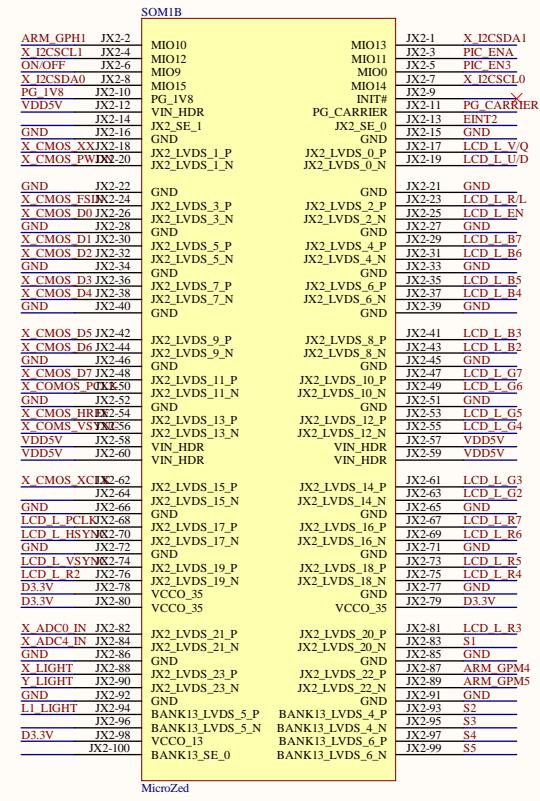 SOM1B
ARM_GPH1 JX2-2 MIO10 MIO13 JX2-1 X_I2CSDA1
X_I2CSCL1 JX2-4 MIO12 MIO11 JX2-3 PIC_ENA
ON/OFF JX2-6 MIO9 MIO0 JX2-5 PIC_EN3
X_I2CSDA0 JX2-8 MIO15 MIO14 JX2-7 X_I2CSCL0
PG_1V8 JX2-10 PG_1V8 INIT# JX2-9
VDD5V JX2-12 VIN_HDR PG_CARRIER JX2-11 PG_CARRIER
JX2-14 JX2_SE_1 JX2_SE_0 JX2-13 EINT2
GND JX2-16 GND GND JX2-15 GND
JX2-18 JX2_LVDS_1_P JX2_LVDS_0_P JX2-17 LCD_L_V/Q
X_CMOS_PWDN JX2-20 JX2_LVDS_1_N JX2_LVDS_0_N JX2-19 LCD_L_U/D
GND JX2-22 GND GND JX2-21 GND
X_CMOS_FSIN JX2-24 JX2_LVDS_3_P JX2_LVDS_2_P JX2-23 LCD_L_R/L
X_CMOS_D0 JX2-26 JX2_LVDS_3_N JX2_LVDS_2_N JX2-25 LCD_L_EN
GND JX2-28 GND GND JX2-27 GND
X_CMOS_D1 JX2-30 JX2_LVDS_5_P JX2_LVDS_4_P JX2-29 LCD_L_B7
X_CMOS_D2 JX2-32 JX2_LVDS_5_N JX2_LVDS_4_N JX2-31 LCD_L_B6
GND JX2-34 GND GND JX2-33 GND
X_CMOS_D3 JX2-36 JX2_LVDS_7_P JX2_LVDS_6_P JX2-35 LCD_L_B5
X_CMOS_D4 JX2-38 JX2_LVDS_7_N JX2_LVDS_6_N JX2-37 LCD_L_B4
GND JX2-40 GND GND JX2-39 GND
X_CMOS_D5 JX2-42 JX2_LVDS_9_P JX2_LVDS_8_P JX2-41 LCD_L_B3
X_CMOS_D6 JX2-44 JX2_LVDS_9_N JX2_LVDS_8_N JX2-43 LCD_L_B2
GND JX2-46 GND GND JX2-45 GND
X_CMOS_D7 JX2-48 JX2_LVDS_11_P JX2_LVDS_10_P JX2-47 LCD_L_G7
X_COMOS_PCLK JX2-50 JX2_LVDS_11_N JX2_LVDS_10_N JX2-49 LCD_L_G6
GND JX2-52 GND GND JX2-51 GND
X_CMOS_HREF JX2-54 JX2_LVDS_13_P JX2_LVDS_12_P JX2-53 LCD_L_G5
X_COMS_VSYNC JX2-56 JX2_LVDS_13_N JX2_LVDS_12_N JX2-55 LCD_L_G4
VDD5V JX2-58 VIN_HDR VIN_HDR JX2-57 VDD5V
VDD5V JX2-60 VIN_HDR VIN_HDR JX2-59 VDD5V
X_CMOS_XCLK JX2-62 JX2_LVDS_15_P JX2_LVDS_14_P JX2-61 LCD_L_G3
JX2-64 JX2_LVDS_15_N JX2_LVDS_14_N JX2-63 LCD_L_G2
GND JX2-66 GND GND JX2-65 GND
LCD_L_PCLK JX2-68 JX2_LVDS_17_P JX2_LVDS_16_P JX2-67 LCD_L_R7
LCD_L_HSYNC JX2-70 JX2_LVDS_17_N JX2_LVDS_16_N JX2-69 LCD_L_R6
GND JX2-72 GND GND JX2-71 GND
LCD_L_VSYNC JX2-74 JX2_LVDS_19_P JX2_LVDS_18_P JX2-73 LCD_L_R5
LCD_L_R2 JX2-76 JX2_LVDS_19_N JX2_LVDS_18_N JX2-75 LCD_L_R4
D3.3V JX2-78 VCCO_35 GND JX2-77 GND
D3.3V JX2-80 VCCO_35 VCCO_35 JX2-79 D3.3V
X_ADC0_IN JX2-82 JX2_LVDS_21_P JX2_LVDS_20_P JX2-81 LCD_L_R3
X_ADC4_IN JX2-84 JX2_LVDS_21_N JX2_LVDS_20_N JX2-83 S1
GND JX2-86 GND GND JX2-85 GND
X_LIGHT JX2-88 JX2_LVDS_23_P JX2_LVDS_22_P JX2-87 ARM_GPM4
Y_LIGHT JX2-90 JX2_LVDS_23_N JX2_LVDS_22_N JX2-89 ARM_GPM5
GND JX2-92 GND GND JX2-91 GND
L1_LIGHT JX2-94 BANK13_LVDS_5_P BANK13_LVDS_4_P JX2-93 S2
JX2-96 BANK13_LVDS_5_N BANK13_LVDS_4_N JX2-95 S3
D3.3V JX2-98 VCCO_13 BANK13_LVDS_6_P JX2-97 S4
JX2-100 BANK13_SE_0 BANK13_LVDS_6_N JX2-99 S5
MicroZed